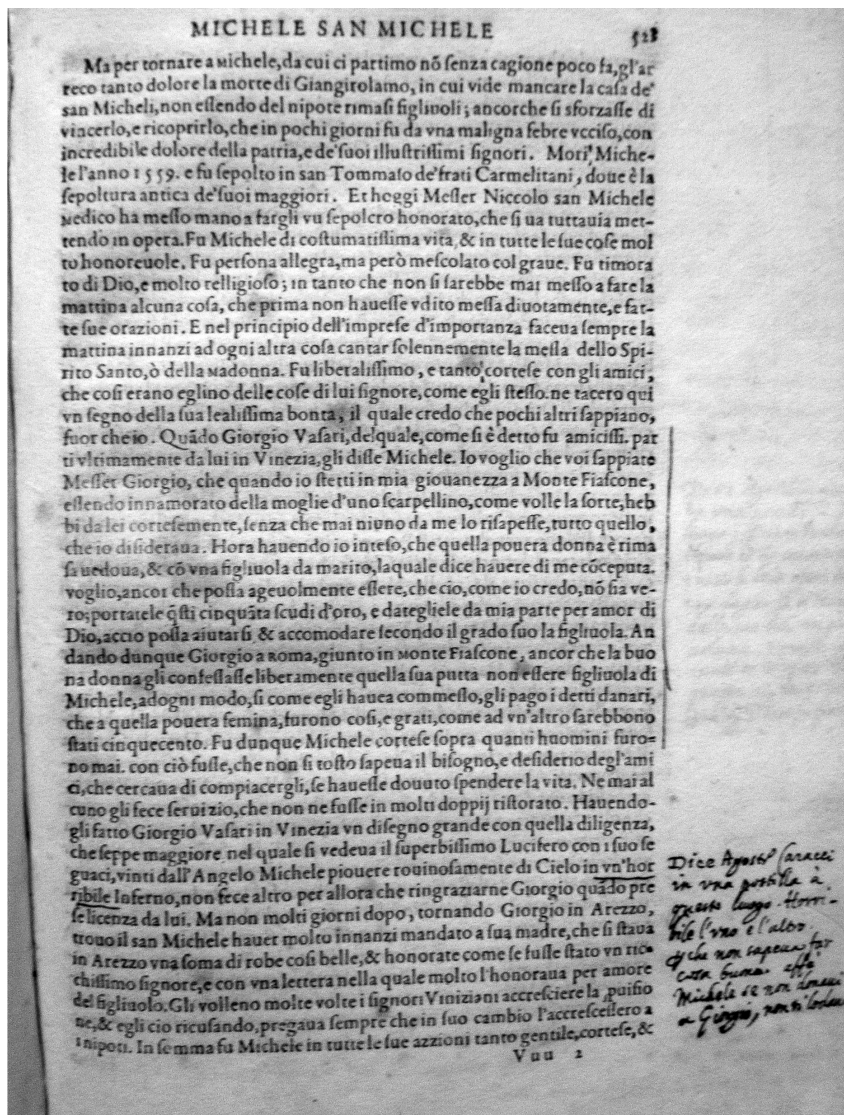 MICHELE SAN MICHELE 523
Ma per tornare a Michele, da cui ci partimo nõ senza cagione poco fa, gl'ar
reco tanto dolore la morte di Giangirolamo, in cui vide mancare la casa de'
san Micheli, non essendo del nipote rimasi figliuoli; ancorche si sforzasse di
vincerlo, e ricoprirlo, che in pochi giorni fu da vna maligna febre vcciso, con
incredibile dolore della patria, e de' suoi illustrissimi signori. Morì Miche-
le l'anno 1559. e fu sepolto in san Tommaso de' frati Carmelitani, doue è la
sepoltura antica de' suoi maggiori. Et heggi Messer Niccolo san Michele
Medico ha messo mano a fargli vu sepolcro honorato, che si ua tuttauia met-
tendo in opera. Fu Michele di costumatissima vita, & in tutte le sue cose mol
to honoreuole. Fu persona allegra, ma però mescolato col graue. Fu timora
to di Dio, e molto relligioso; in tanto che non si sarebbe mai messo a fare la
mattina alcuna cosa, che prima non hauesse vdito messa diuotamente, e fat-
te sue orazioni. E nel principio dell'imprese d'importanza faceua sempre la
mattina innanzi ad ogni altra cosa cantar solennemente la messa dello Spi-
rito Santo, ò della Madonna. Fu liberalissimo, e tanto cortese con gli amici,
che cosi erano eglino delle cose di lui signore, come egli stesso. ne tacero qui
vn segno della sua lealissima bonta, il quale credo che pochi altri sappiano,
fuor che io. Quãdo Giorgio Vasari, del quale, come si è detto fu amiciss. par
ti vltimamente da lui in Vinezia, gli disse Michele. Io voglio che voi sappiate
Messer Giorgio, che quando io stetti in mia giouanezza a Monte Fiascone,
essendo innamorato della moglie d'uno scarpellino, come volle la sorte, heb
bi da lei cortesemente, senza che mai niuno da me lo risapesse, tutto quello,
che io disideraua. Hora hauendo io inteso, che quella pouera donna è rima
sa uedoua, & cõ vna figliuola da marito, laquale dice hauere di me cõceputa.
voglio, ancor che possa ageuolmente essere, che cio, come io credo, nõ sia ve-
ro; portatele q̃sti cinquãta scudi d'oro, e dategliele da mia parte per amor di
Dio, accio possa aiutarsi, & accomodare secondo il grado suo la figliuola. An
dando dunque Giorgio a Roma, giunto in Monte Fiascone, ancor che la buo
na donna gli confessasse liberamente quella sua putta non essere figliuola di
Michele, ad ogni modo, si come egli hauea commesso, gli pago i detti danari,
che a quella pouera femina, furono cosi, e grati, come ad vn'altro sarebbono
stati cinquecento. Fu dunque Michele cortese sopra quanti huomini furo=
no mai. con ciò fusse, che non si tosto sapeua il bisogno, e desiderio degl'ami
ci, che cercaua di compiacergli, se hauesse douuto spendere la vita. Ne mai al
cuno gli fece seruizio, che non ne fusse in molti doppij ristorato. Hauendo-
gli fatto Giorgio Vasari in Vinezia vn disegno grande con quella diligenza,
che seppe maggiore, nel quale si vedeua il superbissimo Lucifero con i suo se
guaci, vinti dall'Angelo Michele piouere rouinosamente di Cielo in vn'hor
ribile Inferno, non fece altro per allora che ringraziarne Giorgio quãdo pre
se licenza da lui. Ma non molti giorni dopo, tornando Giorgio in Arezzo,
trouo il san Michele hauer molto innanzi mandato a sua madre, che si staua
in Arezzo vna soma di robe cosi belle, & honorate come se fusse stato vn ric-
chissimo signore, e con vna lettera nella quale molto l'honoraua per amore
del figliuolo. Gli volleno molte volte i signori Viniziani accresciere la puisio
ne, & egli cio ricusando, pregaua sempre che in suo cambio l'accrescessero a
i nipoti. In semma fu Michele in tutte le sue azzioni tanto gentile, cortese, &
Vuu 2
Dice Agost° Caracci
in vna postilla à
questo luogo. Horri-
bile l'vno e l'altro
che non sapeua far
cosa buona
Michele se non donaui
a Giorgio, non ti lodaua